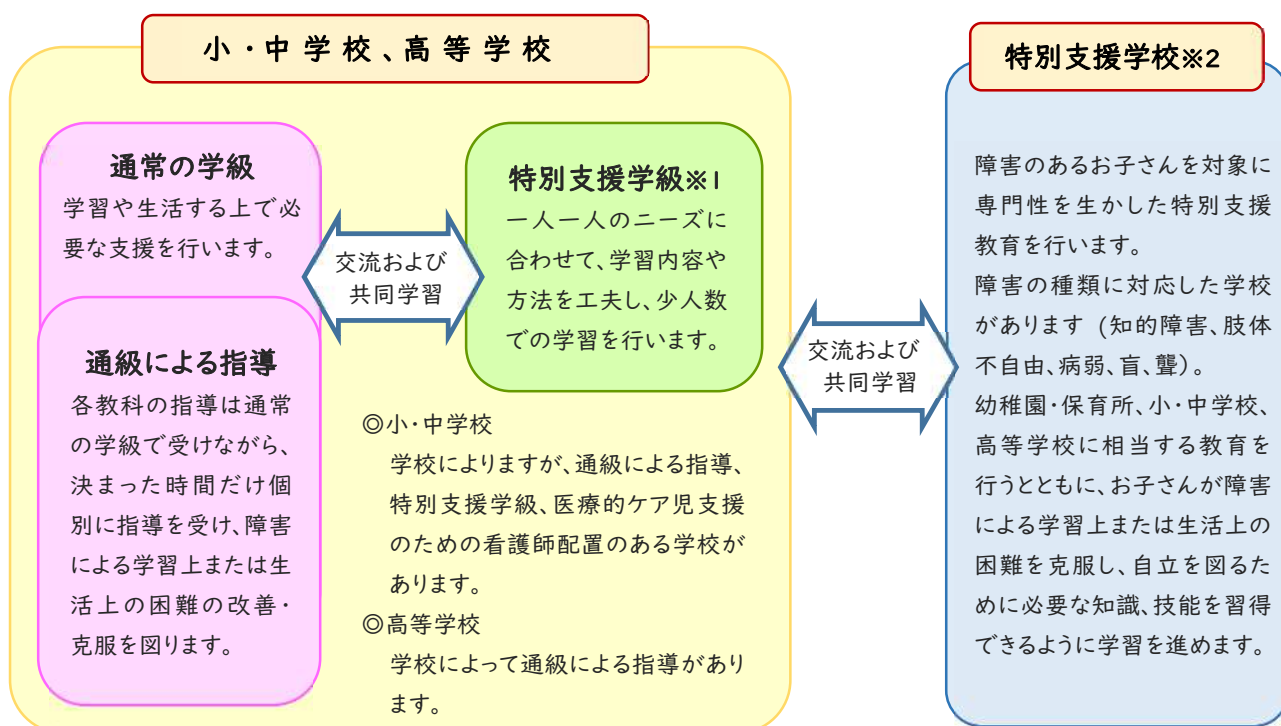 小・中学校、高等学校
通常の学級
学習や生活する上で必
要な支援を行います。
通級による指導
各教科の指導は通常
の学級で受けながら、
決まった時間だけ個
別に指導を受け、障害
による学習上または生
活上の困難の改善・
克服を図ります。
交流および
共同学習
特別支援学級※1
一人一人のニーズに
合わせて、学習内容や
方法を工夫し、少人数
での学習を行います。
◎小・中学校
学校によりますが、通級による指導、
特別支援学級、医療的ケア児支援
のための看護師配置のある学校が
あります。
◎高等学校
学校によって通級による指導があり
ます。
交流および
共同学習
特別支援学校※2
障害のあるお子さんを対象に
専門性を生かした特別支援
教育を行います。
障害の種類に対応した学校
があります (知的障害、肢体
不自由、病弱、盲、聾)。
幼稚園・保育所、小・中学校、
高等学校に相当する教育を
行うとともに、お子さんが障害
による学習上または生活上の
困難を克服し、自立を図るた
めに必要な知識、技能を習得
できるように学習を進めます。